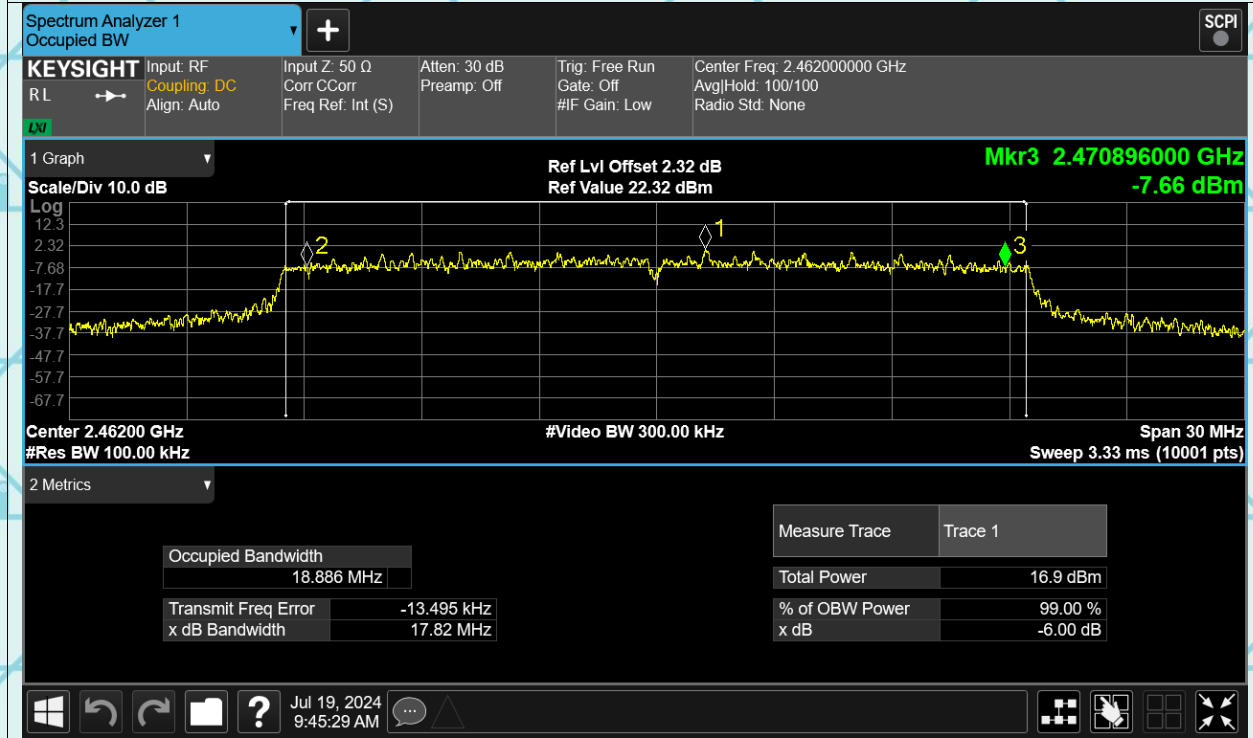 Spectrum Analyzer 1
Occupied BW
+
SCPI
KEYSIGHT
RL
LXI
Input: RF
Coupling: DC
Align: Auto
Input Z: 50 Ω
Corr CCorr
Freq Ref: Int (S)
Atten: 30 dB
Preamp: Off
Trig: Free Run
Gate: Off
#IF Gain: Low
Center Freq: 2.462000000 GHz
Avg|Hold: 100/100
Radio Std: None
1 Graph
Scale/Div 10.0 dB
Ref Lvl Offset 2.32 dB
Ref Value 22.32 dBm
Mkr3 2.470896000 GHz
-7.66 dBm
Log
12.3
2.32
-7.68
-17.7
-27.7
-37.7
-47.7
-57.7
-67.7
2
1
3
Center 2.46200 GHz
#Video BW 300.00 kHz
Span 30 MHz
#Res BW 100.00 kHz
Sweep 3.33 ms (10001 pts)
2 Metrics
Occupied Bandwidth
18.886 MHz
Transmit Freq Error -13.495 kHz
x dB Bandwidth 17.82 MHz
Measure Trace Trace 1
Total Power 16.9 dBm
% of OBW Power 99.00 %
x dB -6.00 dB
?
Jul 19, 2024
9:45:29 AM